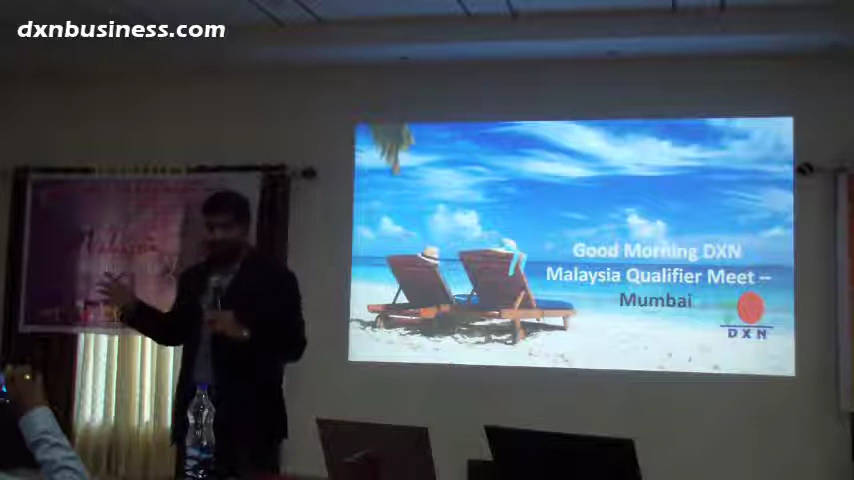 dxnbusiness.com
Good Morning DXN
Malaysia Qualifier Meet –
Mumbai
DXN